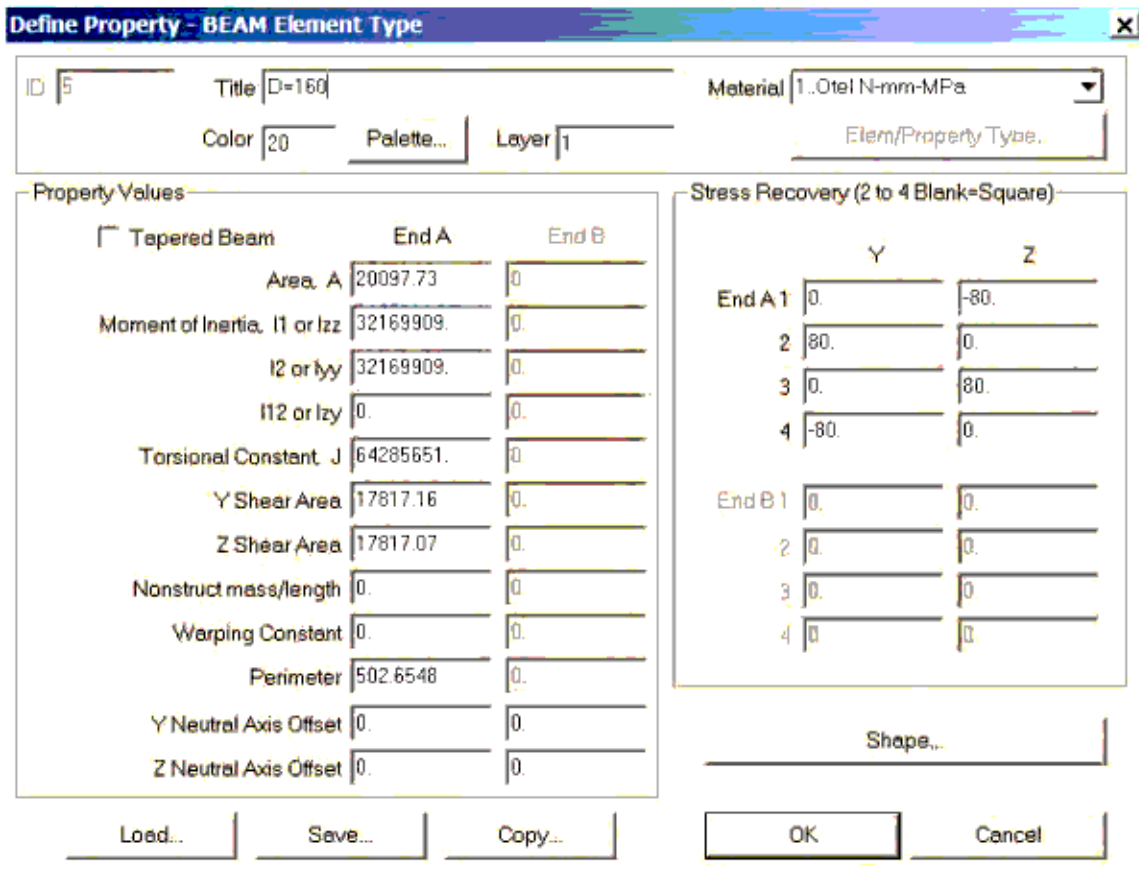 Define Property - BEAM Element Type
ID 5 Title D=160 Material 1..Otel N-mm-MPa
Color 20 Palette... Layer 1 Elem/Property Type...
Property Values
Tapered Beam End A End B
Area, A 20097.73 0.
Moment of Inertia, I1 or Izz 32169909. 0.
I2 or Iyy 32169909. 0.
I12 or Izy 0. 0.
Torsional Constant, J 64285651. 0.
Y Shear Area 17817.16 0.
Z Shear Area 17817.07 0.
Nonstruct mass/length 0. 0.
Warping Constant 0. 0.
Perimeter 502.6548 0.
Y Neutral Axis Offset 0. 0.
Z Neutral Axis Offset 0. 0.
Stress Recovery (2 to 4 Blank=Square)
Y Z
End A 1 0. -80.
2 80. 0.
3 0. 80.
4 -80. 0.
End B 1 0. 0.
2 0. 0.
3 0. 0.
4 0. 0.
Shape...
Load... Save... Copy... OK Cancel